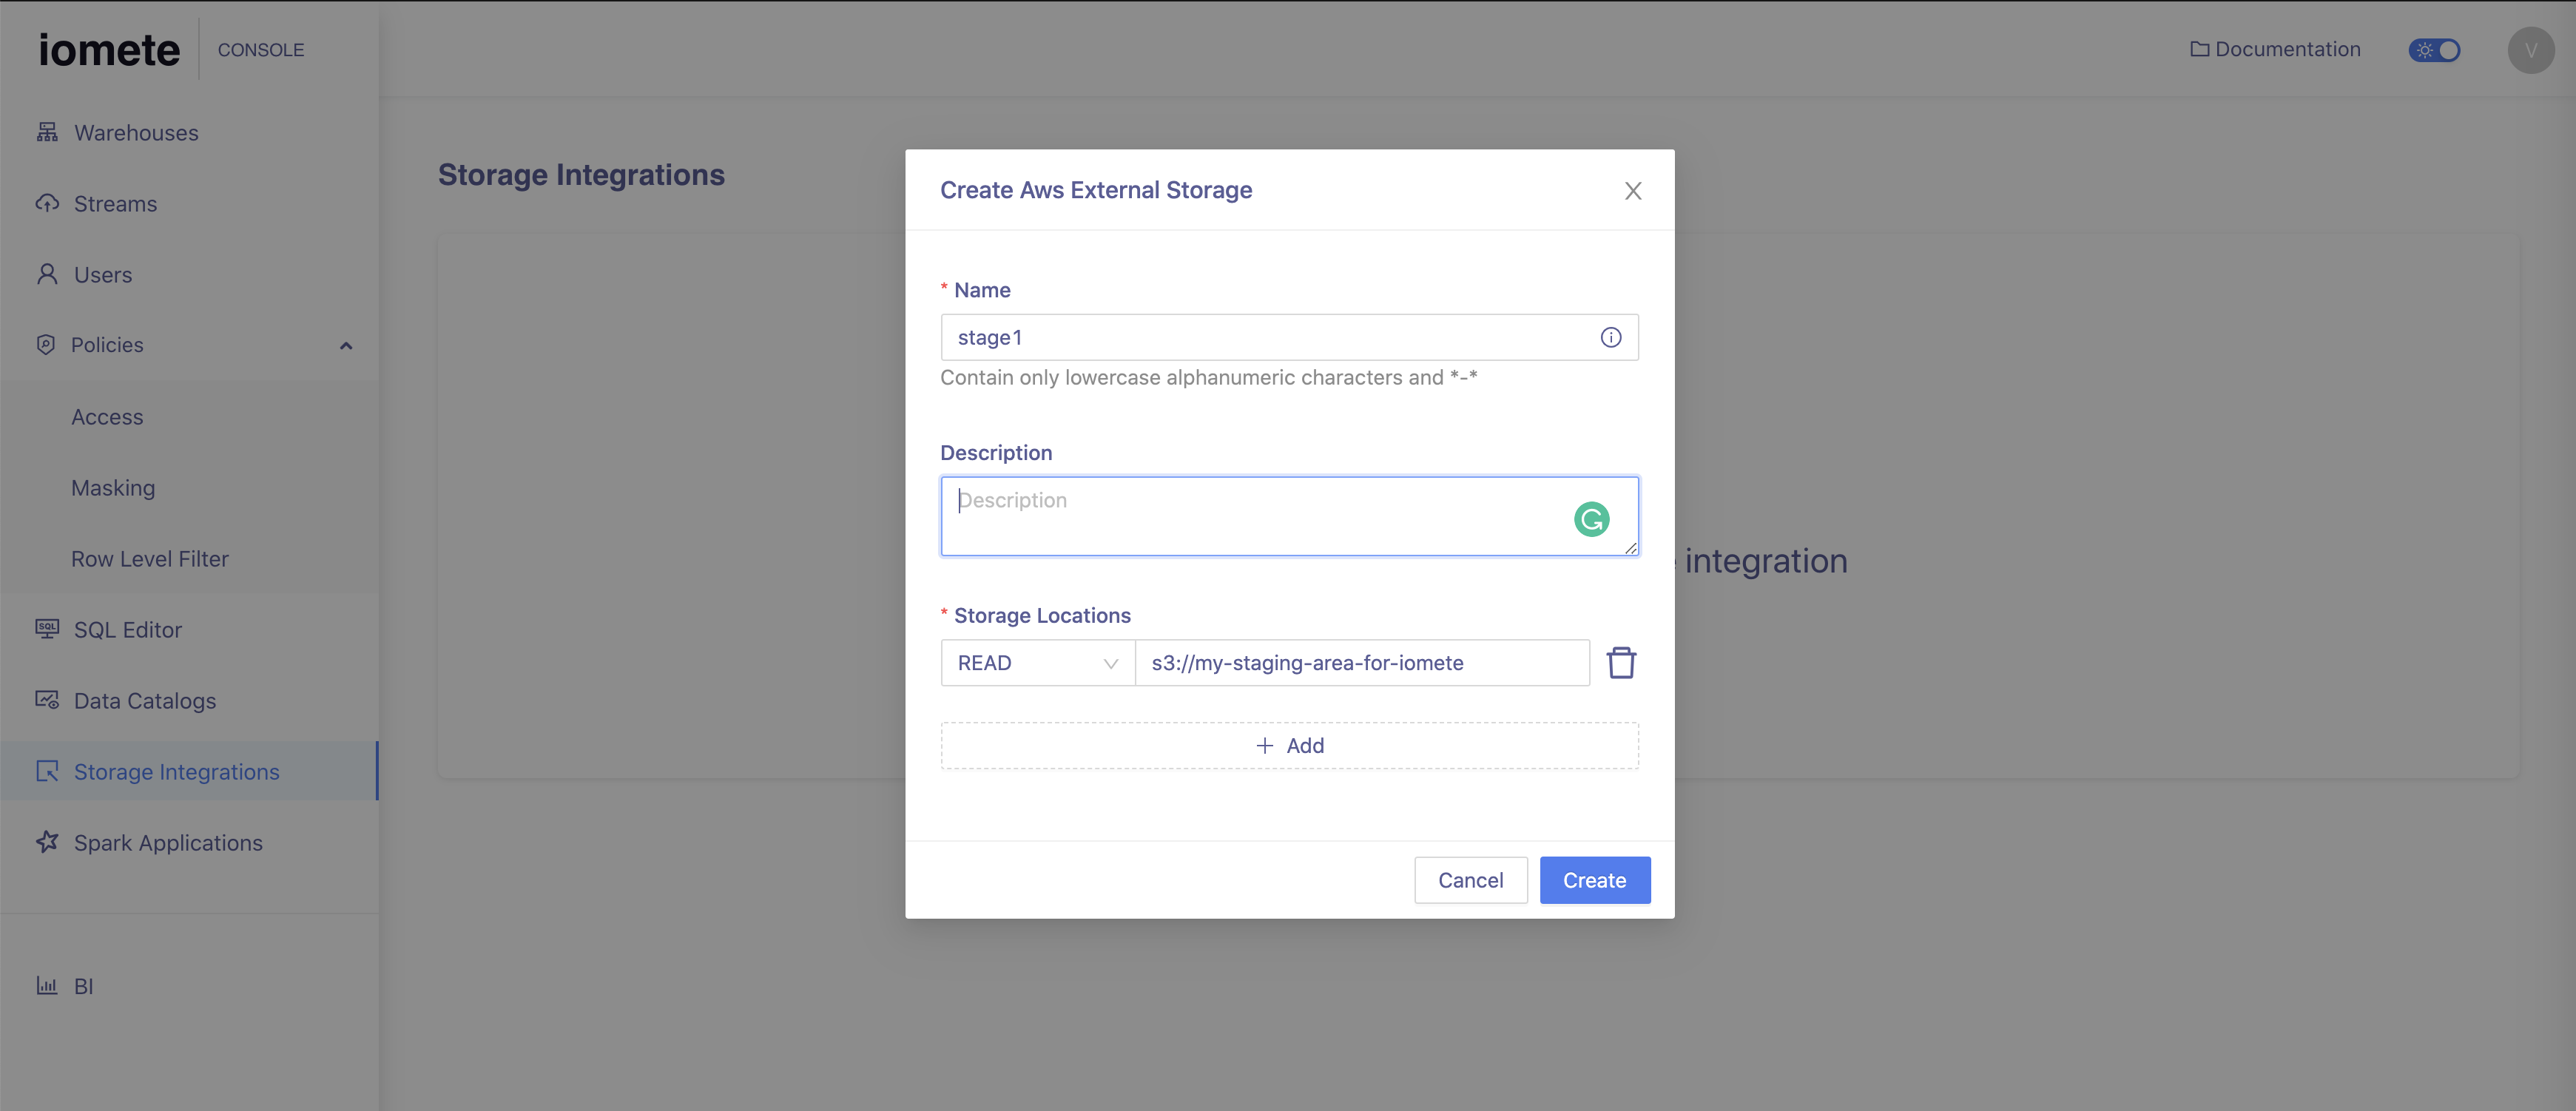 iomete CONSOLE
Documentation
V
Warehouses
Streams
Users
Policies
Access
Masking
Row Level Filter
SQL Editor
Data Catalogs
Storage Integrations
Spark Applications
BI
Storage Integrations
integration
Create Aws External Storage
* Name
stage1
Contain only lowercase alphanumeric characters and *-*
Description
Description
* Storage Locations
READ s3://my-staging-area-for-iomete
+ Add
Cancel Create